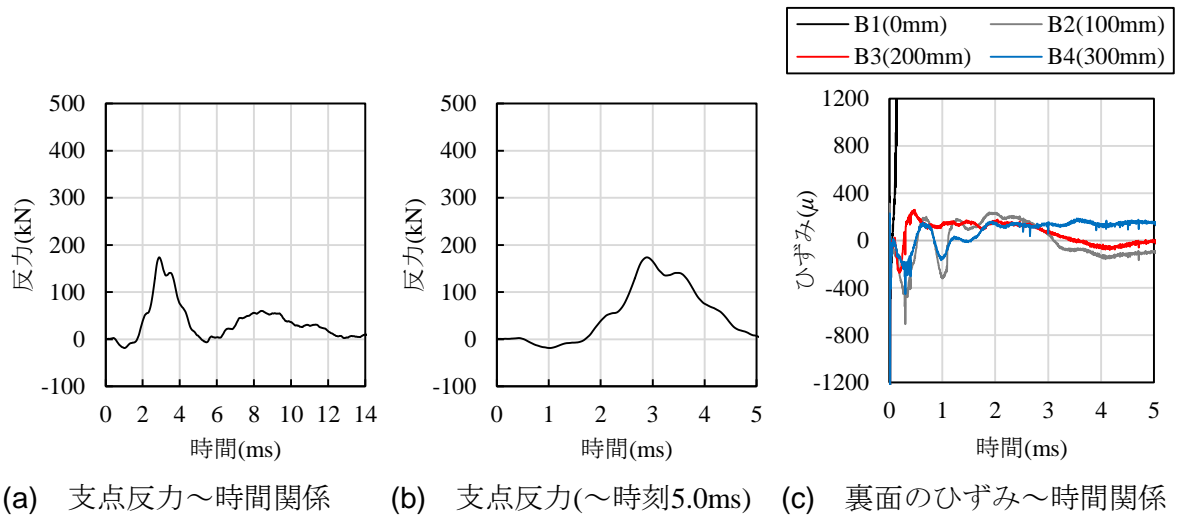 B1(0mm) B2(100mm)
B3(200mm) B4(300mm)
500
400
300
200
100
0
-100
反力(kN)
0 2 4 6 8 10 12 14
時間(ms)
(a) 支点反力~時間関係
500
400
300
200
100
0
-100
反力(kN)
0 1 2 3 4 5
時間(ms)
(b) 支点反力(~時刻5.0ms)
1200
800
400
0
-400
-800
-1200
ひずみ(μ)
0 1 2 3 4 5
時間(ms)
(c) 裏面のひずみ~時間関係